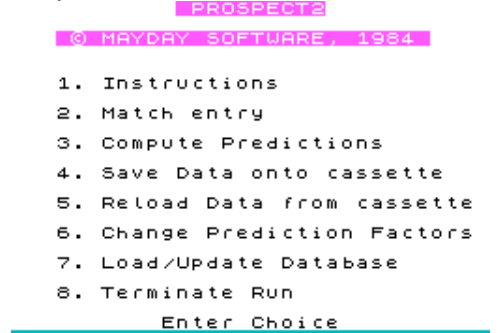 PROSPECT2
© MAYDAY SOFTWARE, 1984
1. Instructions
2. Match entry
3. Compute Predictions
4. Save Data onto cassette
5. Reload Data from cassette
6. Change Prediction Factors
7. Load/Update Database
8. Terminate Run
Enter Choice